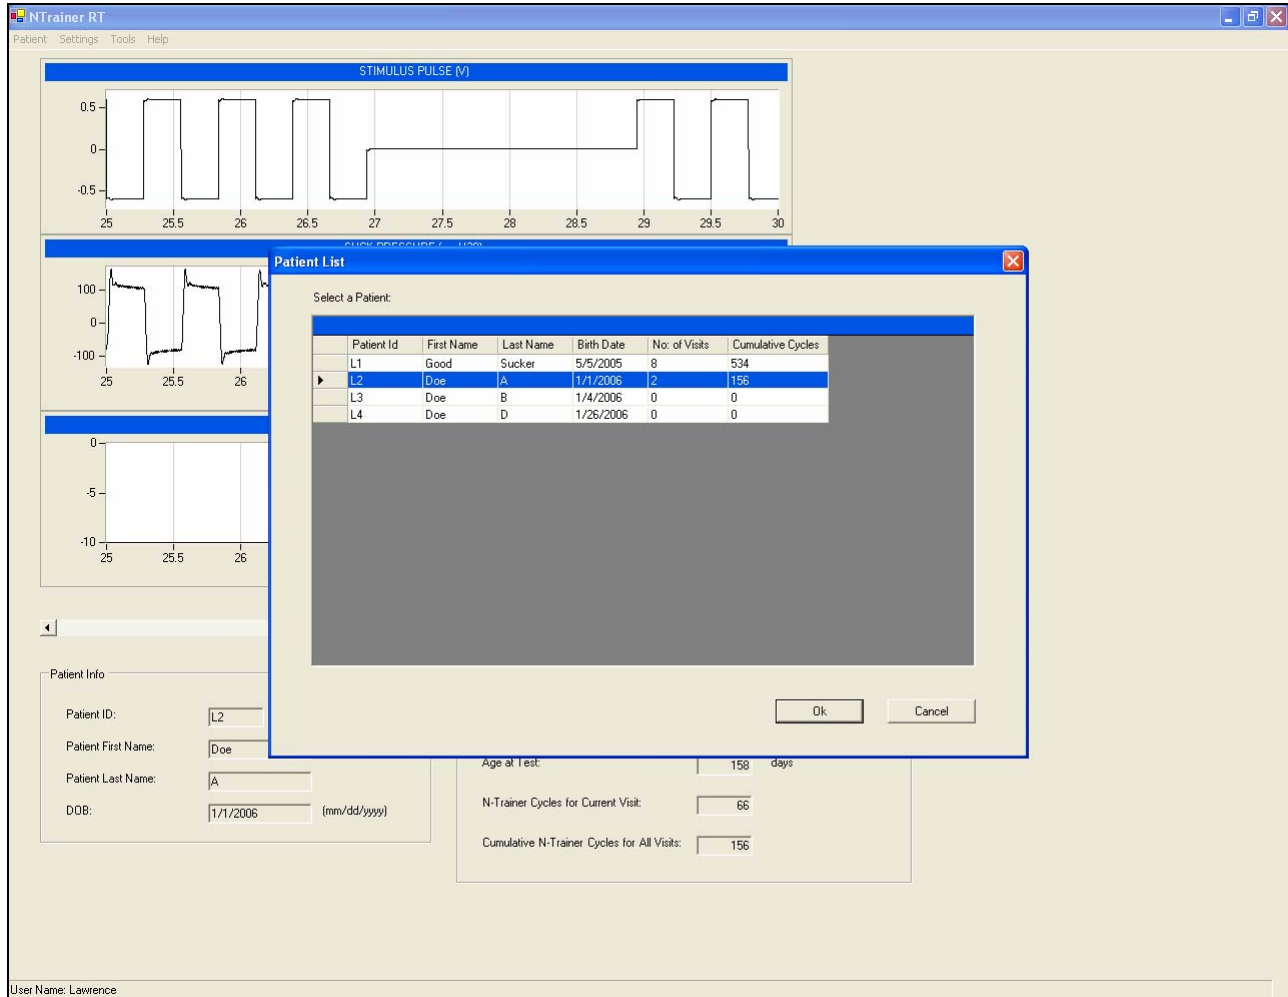 NTrainer RT
Patient Settings Tools Help
STIMULUS PULSE (V)
0.5
0
-0.5
25 25.5 26 26.5 27 27.5 28 28.5 29 29.5 30
100
0
-100
25 25.5 26
0
-5
-10
25 25.5 26
Patient List
Select a Patient:
Patient Id First Name Last Name Birth Date No: of Visits Cumulative Cycles
L1 Good Sucker 5/5/2005 8 534
L2 Doe A 1/1/2006 2 156
L3 Doe B 1/4/2006 0 0
L4 Doe D 1/26/2006 0 0
Ok Cancel
Patient Info
Patient ID: L2
Patient First Name: Doe
Patient Last Name: A
DOB: 1/1/2006 (mm/dd/yyyy)
Age at Test: 158 days
N-Trainer Cycles for Current Visit: 66
Cumulative N-Trainer Cycles for All Visits: 156
User Name: Lawrence